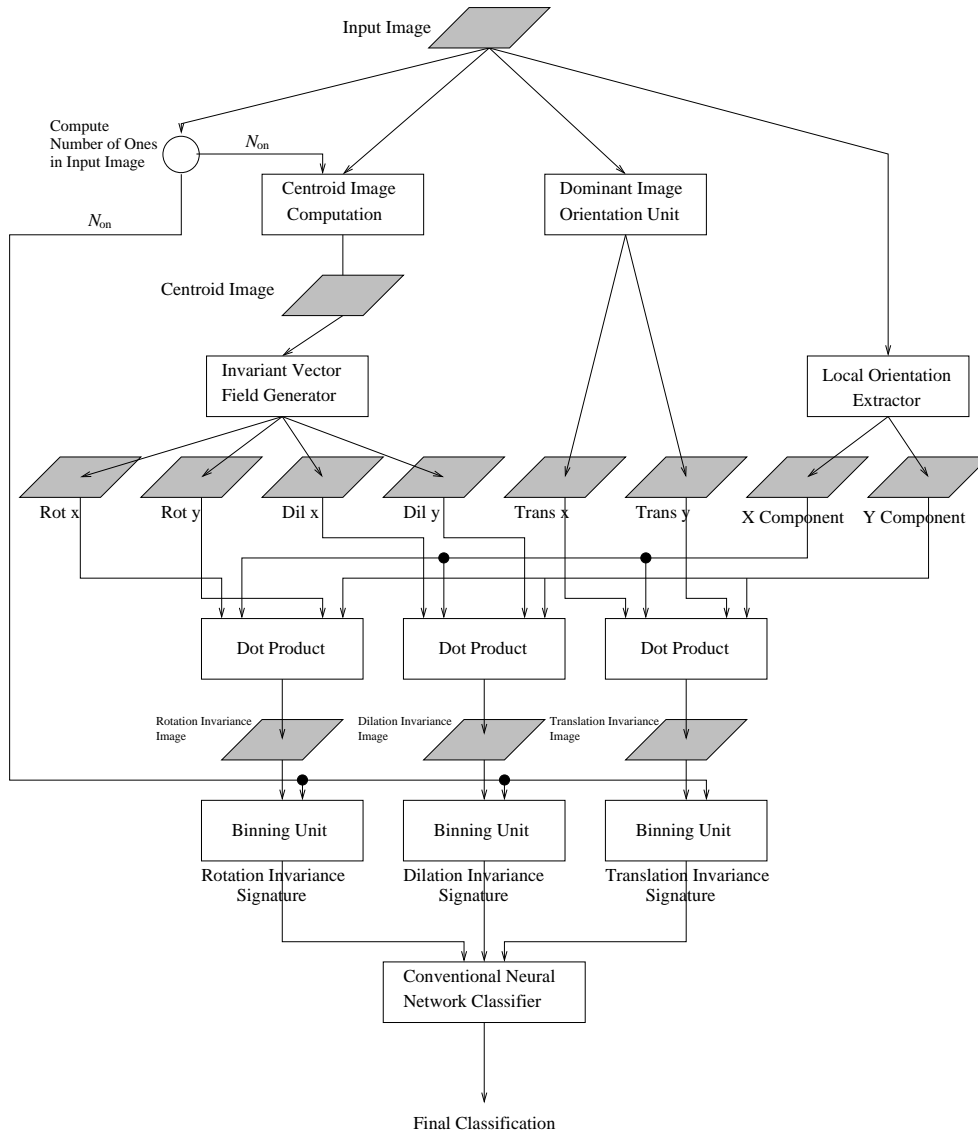 Input Image
Compute
Number of Ones
in Input Image
Non
Non
Centroid Image
Computation
Dominant Image
Orientation Unit
Centroid Image
Invariant Vector
Field Generator
Local Orientation
Extractor
Rot x
Rot y
Dil x
Dil y
Trans x
Trans y
X Component
Y Component
Dot Product
Dot Product
Dot Product
Rotation Invariance
Image
Dilation Invariance
Image
Translation Invariance
Image
Binning Unit
Binning Unit
Binning Unit
Rotation Invariance
Signature
Dilation Invariance
Signature
Translation Invariance
Signature
Conventional Neural
Network Classifier
Final Classification